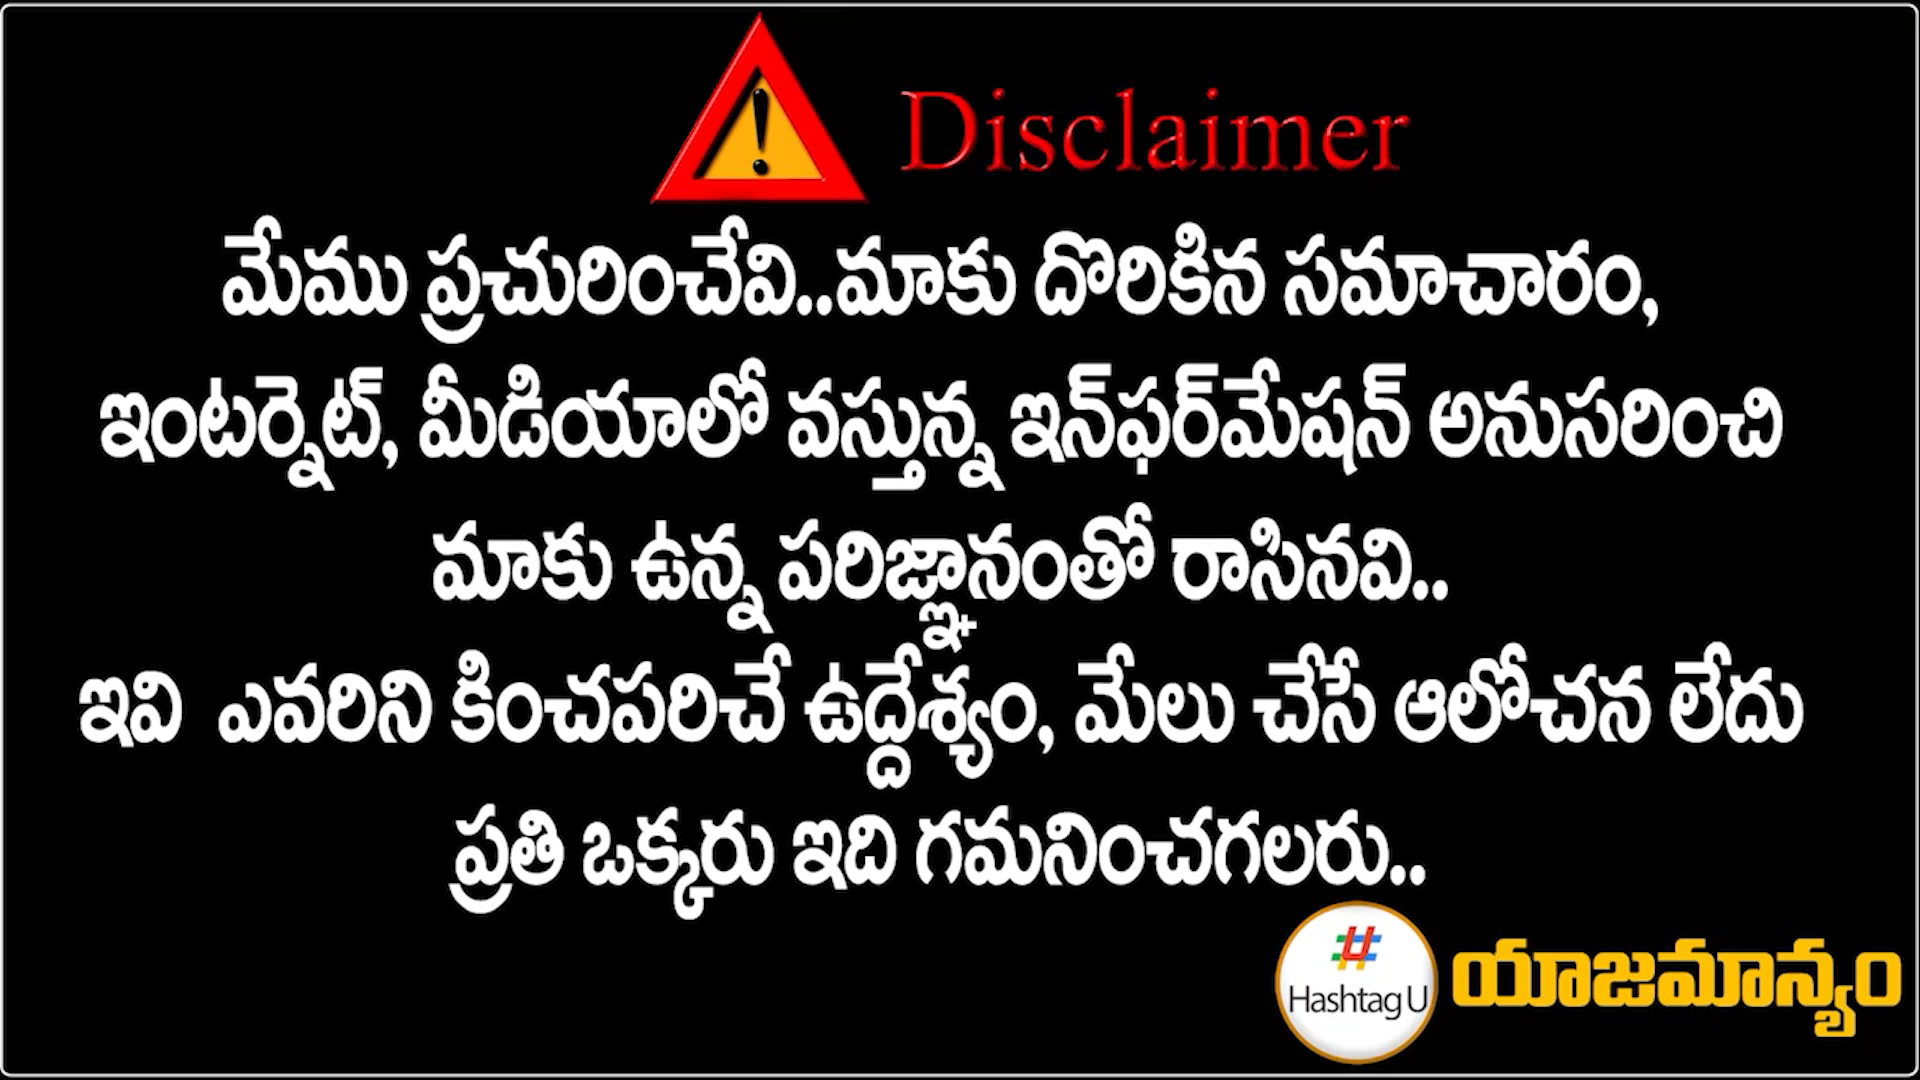 Disclaimer
మేము ప్రచురించేవి..మాకు దొరికిన సమాచారం,
ఇంటర్నెట్, మీడియాలో వస్తున్న ఇన్‌ఫర్‌మేషన్ అనుసరించి
మాకు ఉన్న పరిజ్ఞానంతో రాసినవి..
ఇవి ఎవరిని కించపరిచే ఉద్దేశ్యం, మేలు చేసే ఆలోచన లేదు
ప్రతి ఒక్కరు ఇది గమనించగలరు..
#
Hashtag U
యాజమాన్యం